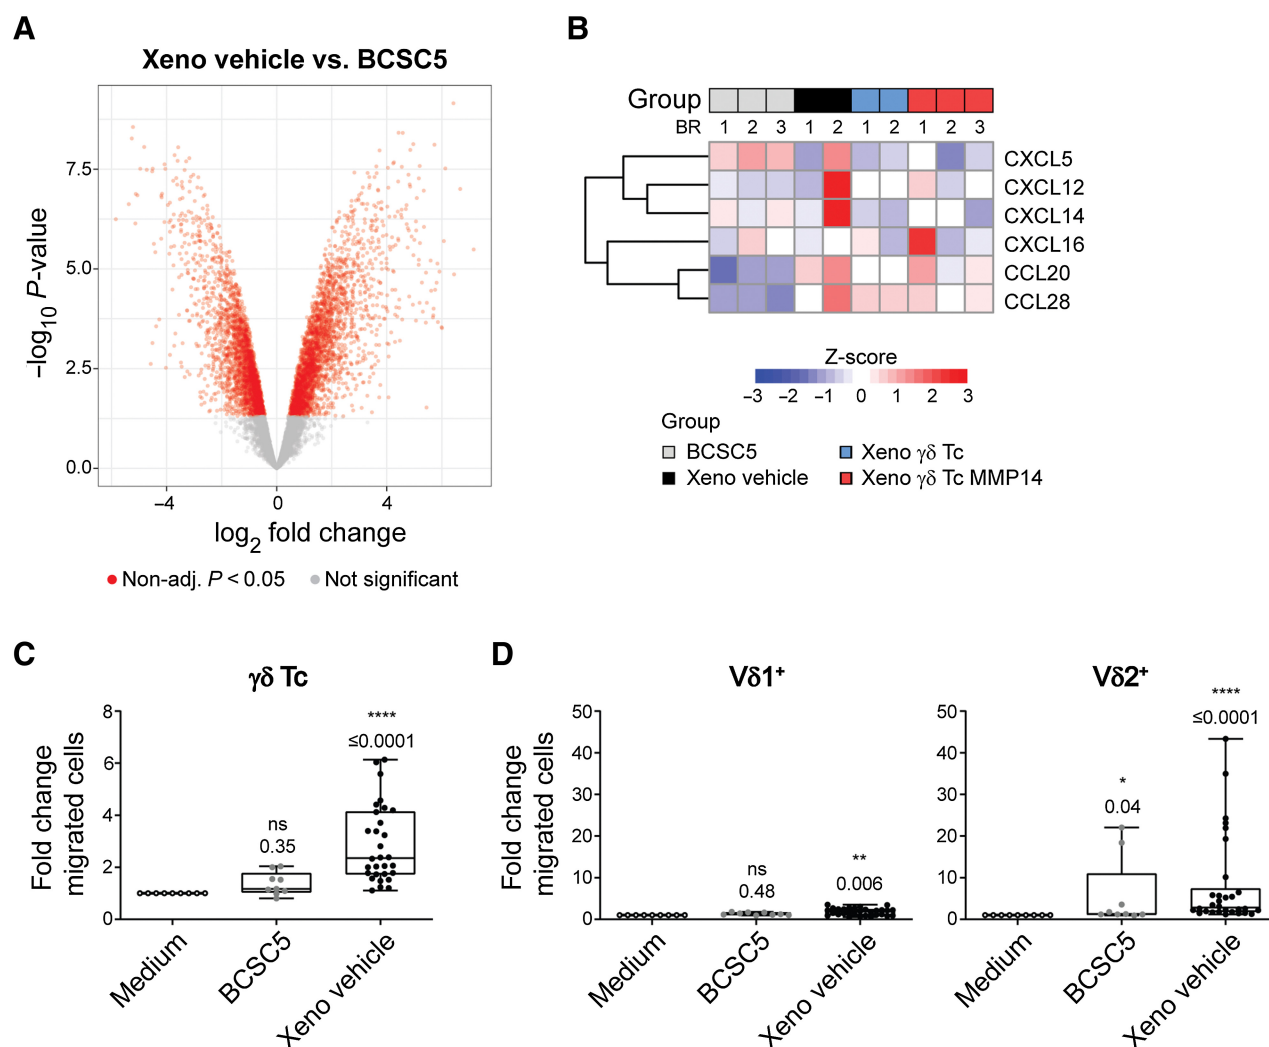 A
Xeno vehicle vs. BCSC5
−log10 P-value
7.5
5.0
2.5
0.0
−4 0 4
log2 fold change
Non-adj. P < 0.05 Not significant
B
Group
BR 1 2 3 1 2 1 2 1 2 3
CXCL5
CXCL12
CXCL14
CXCL16
CCL20
CCL28
Z-score
−3 −2 −1 0 1 2 3
Group
BCSC5 Xeno γδ Tc
Xeno vehicle Xeno γδ Tc MMP14
C
γδ Tc
Fold change
migrated cells
8
6
4
2
0
ns
0.35
****
≤0.0001
Medium
BCSC5
Xeno vehicle
D
Vδ1+
Fold change
migrated cells
50
40
30
20
10
0
ns
0.48
**
0.006
Medium
BCSC5
Xeno vehicle
Vδ2+
Fold change
migrated cells
50
40
30
20
10
0
*
0.04
****
≤0.0001
Medium
BCSC5
Xeno vehicle